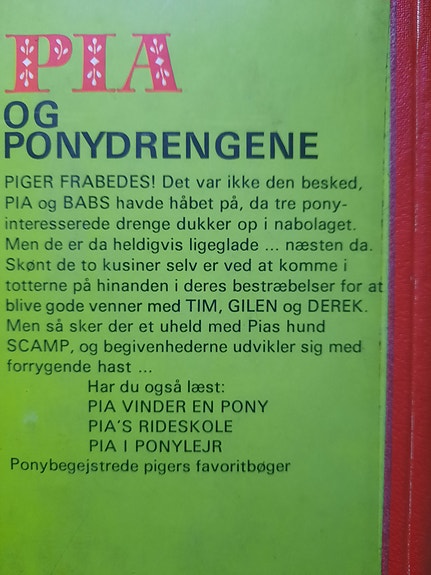 PIA
OG
PONYDRENGENE
PIGER FRABEDES! Det var ikke den besked,
PIA og BABS havde håbet på, da tre pony-
interesserede drenge dukker op i nabolaget.
Men de er da heldigvis ligeglade ... næsten da.
Skønt de to kusiner selv er ved at komme i
totterne på hinanden i deres bestræbelser for at
blive gode venner med TIM, GILEN og DEREK.
Men så sker der et uheld med Pias hund
SCAMP, og begivenhederne udvikler sig med
forrygende hast ...
Har du også læst:
PIA VINDER EN PONY
PIA'S RIDESKOLE
PIA I PONYLEJR
Ponybegejstrede pigers favoritbøger